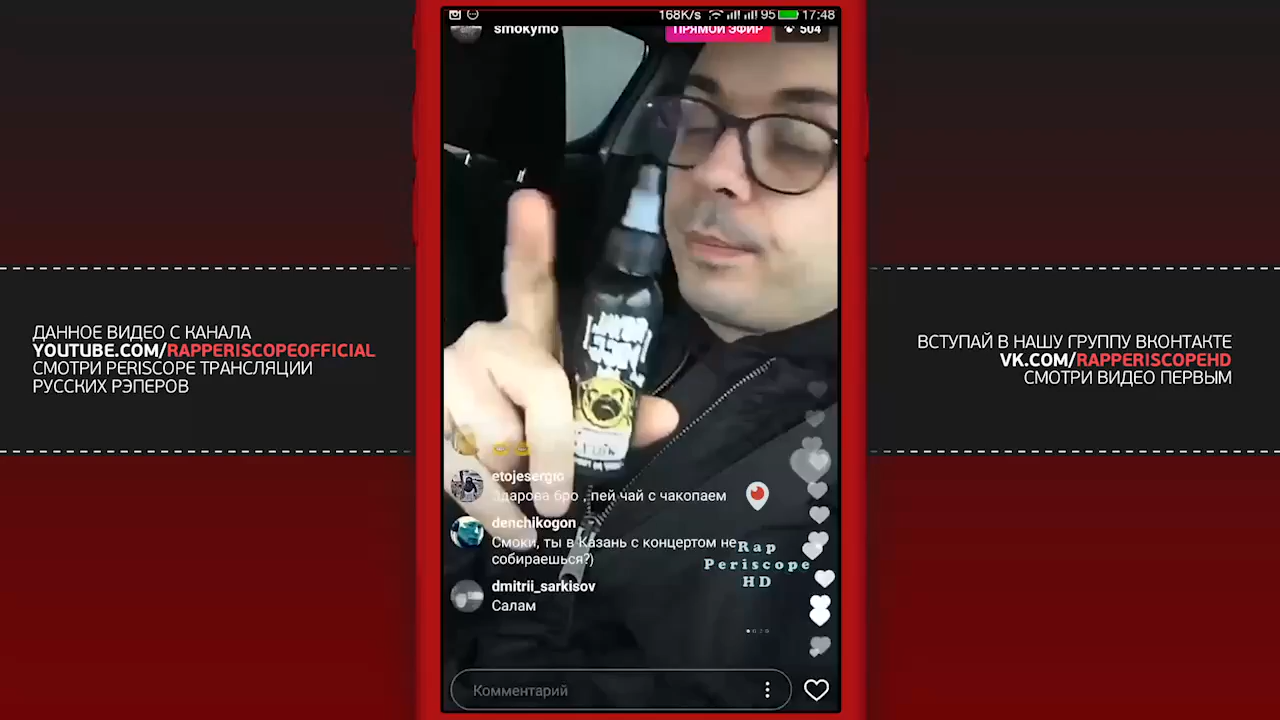 168K/s 95 17:48
smokymo
ПРЯМОЙ ЭФИР 504
ДАННОЕ ВИДЕО С КАНАЛА
YOUTUBE.COM/RAPPERISCOPEOFFICIAL
СМОТРИ PERISCOPE ТРАНСЛЯЦИИ
РУССКИХ РЭПЕРОВ
ВСТУПАЙ В НАШУ ГРУППУ ВКОНТАКТЕ
VK.COM/RAPPERISCOPEHD
СМОТРИ ВИДЕО ПЕРВЫМ
etojesergio
Здарова бро , пей чай с чакопаем
denchikogon
Смоки, ты в Казань с концертом не
собираешься?)
dmitrii_sarkisov
Салам
Rap
Periscope
HD
Комментарий